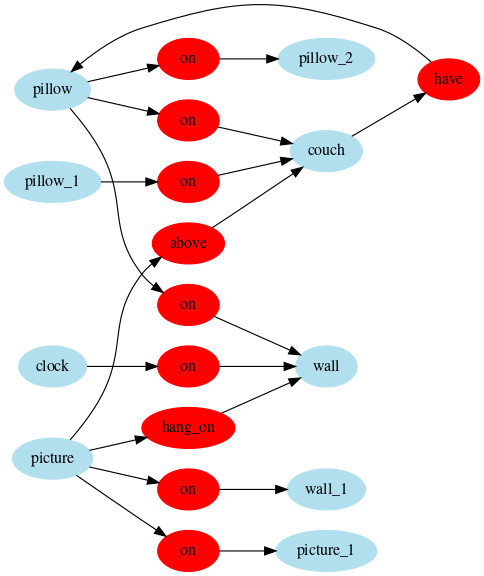 on
pillow_2
have
pillow
on
couch
pillow_1
on
above
on
clock
on
wall
hang_on
picture
on
wall_1
on
picture_1